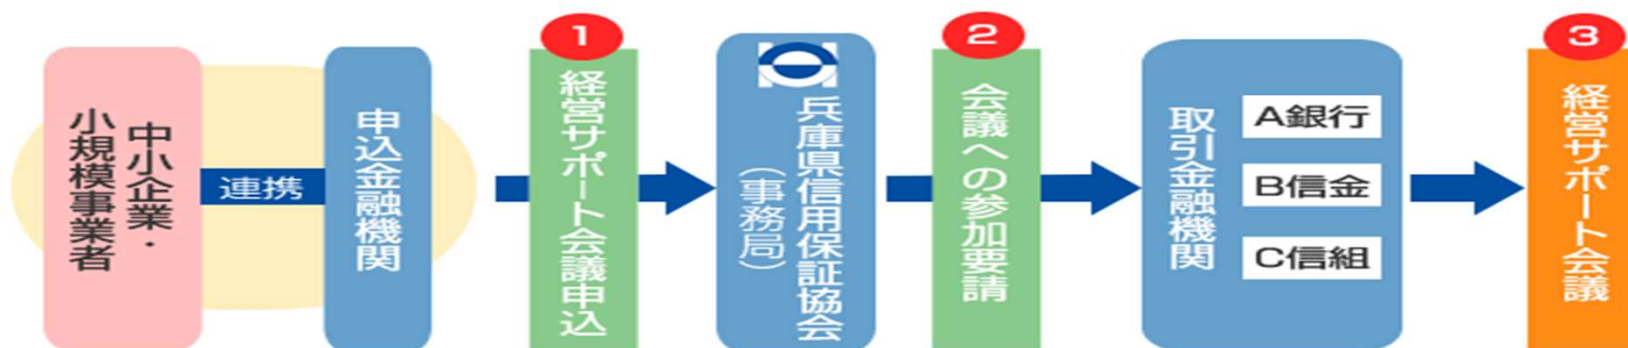 中小企業・
小規模事業者
連携
申込金融機関
1
経営サポート会議申込
兵庫県信用保証協会
（事務局）
2
会議への参加要請
取引金融機関
A銀行
B信金
C信組
3
経営サポート会議